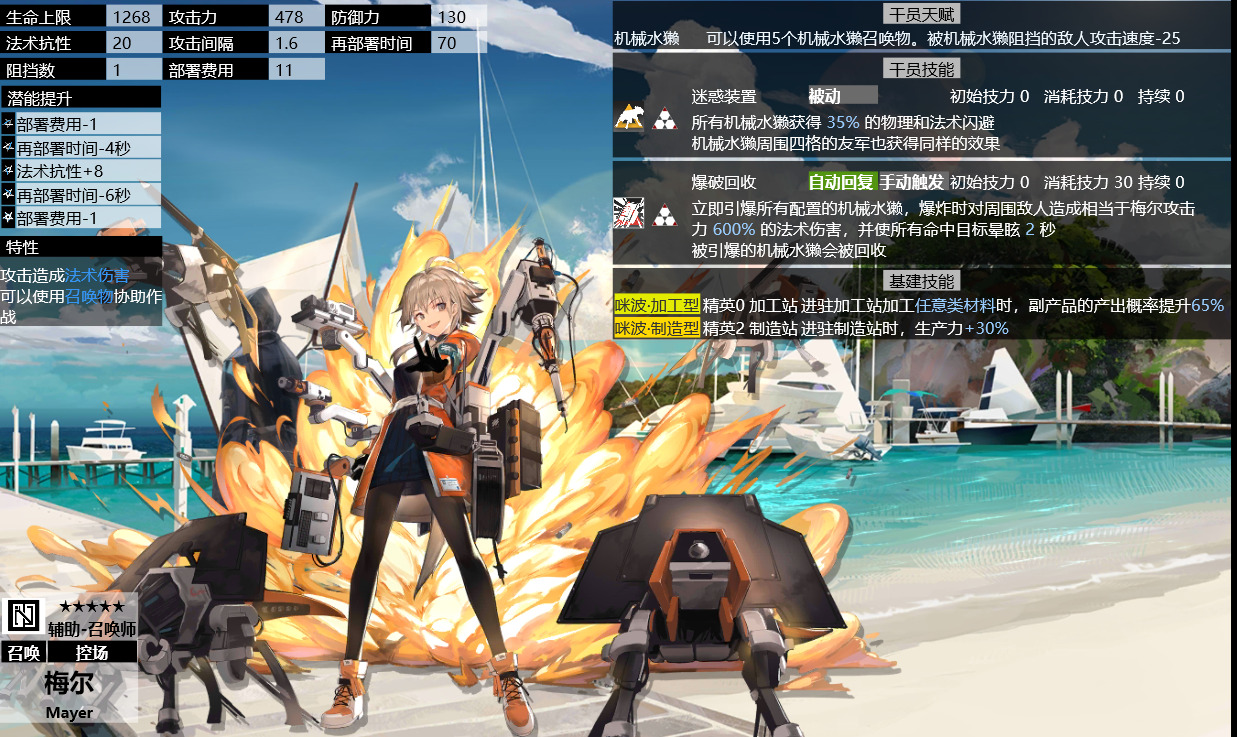 生命上限 1268 攻击力 478 防御力 130
法术抗性 20 攻击间隔 1.6 再部署时间 70
阻挡数 1 部署费用 11
潜能提升
部署费用-1
再部署时间-4秒
法术抗性+8
再部署时间-6秒
部署费用-1
特性
攻击造成法术伤害
可以使用召唤物协助作
战
干员天赋
机械水獭 可以使用5个机械水獭召唤物。被机械水獭阻挡的敌人攻击速度-25
干员技能
迷惑装置 被动 初始技力 0 消耗技力 0 持续 0
所有机械水獭获得 35% 的物理和法术闪避
机械水獭周围四格的友军也获得同样的效果
爆破回收 自动回复 手动触发 初始技力 0 消耗技力 30 持续 0
立即引爆所有配置的机械水獭，爆炸时对周围敌人造成相当于梅尔攻击
力 600% 的法术伤害，并使所有命中目标晕眩 2 秒
被引爆的机械水獭会被回收
基建技能
咪波·加工型 精英0 加工站 进驻加工站加工任意类材料时，副产品的产出概率提升65%
咪波·制造型 精英2 制造站 进驻制造站时，生产力+30%
★★★★★
辅助-召唤师
召唤 控场
梅尔
Mayer